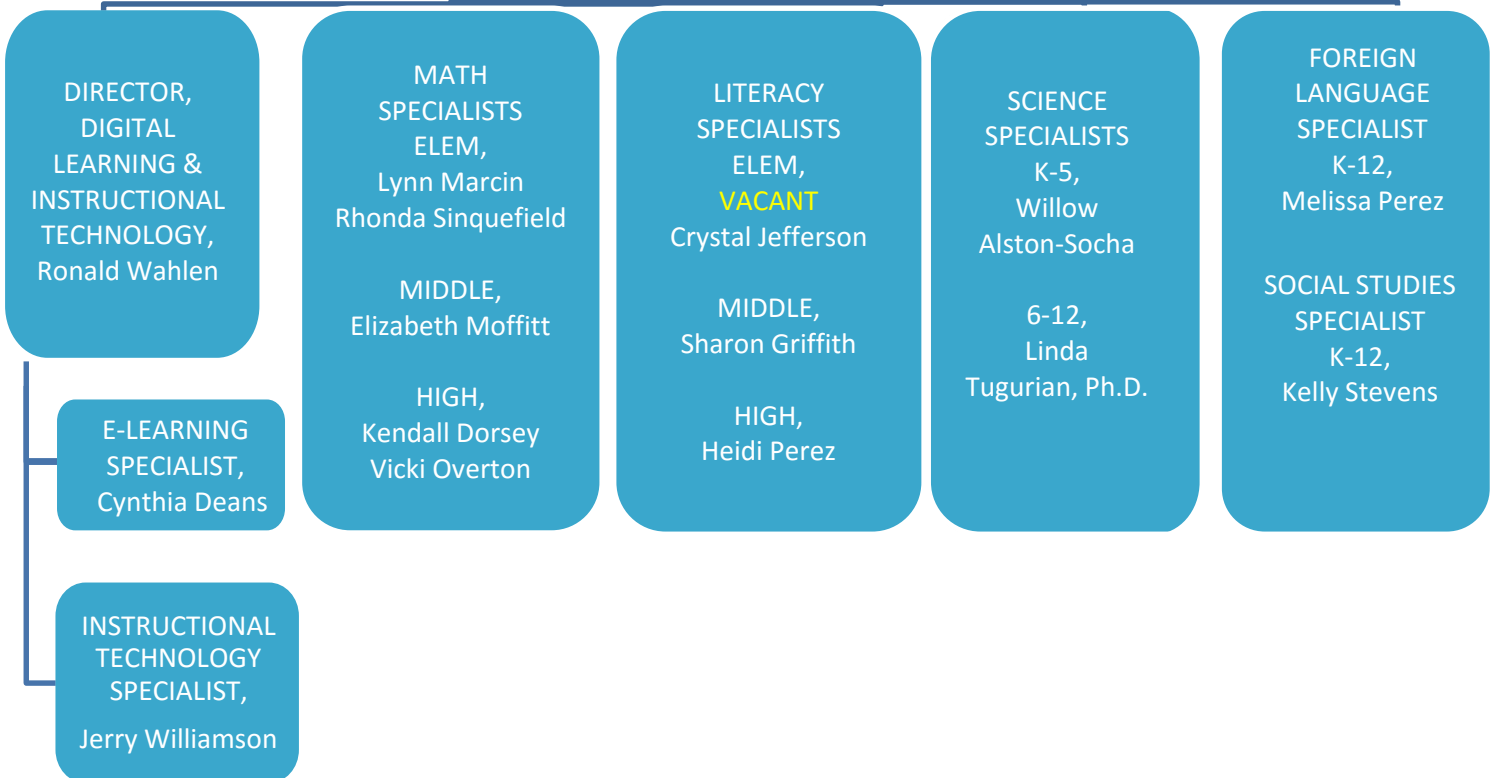 DIRECTOR,
DIGITAL
LEARNING &
INSTRUCTIONAL
TECHNOLOGY,
Ronald Wahlen
E-LEARNING
SPECIALIST,
Cynthia Deans
INSTRUCTIONAL
TECHNOLOGY
SPECIALIST,
Jerry Williamson
MATH
SPECIALISTS
ELEM,
Lynn Marcin
Rhonda Sinquefield
MIDDLE,
Elizabeth Moffitt
HIGH,
Kendall Dorsey
Vicki Overton
LITERACY
SPECIALISTS
ELEM,
VACANT
Crystal Jefferson
MIDDLE,
Sharon Griffith
HIGH,
Heidi Perez
SCIENCE
SPECIALISTS
K-5,
Willow
Alston-Socha
6-12,
Linda
Tugurian, Ph.D.
FOREIGN
LANGUAGE
SPECIALIST
K-12,
Melissa Perez
SOCIAL STUDIES
SPECIALIST
K-12,
Kelly Stevens